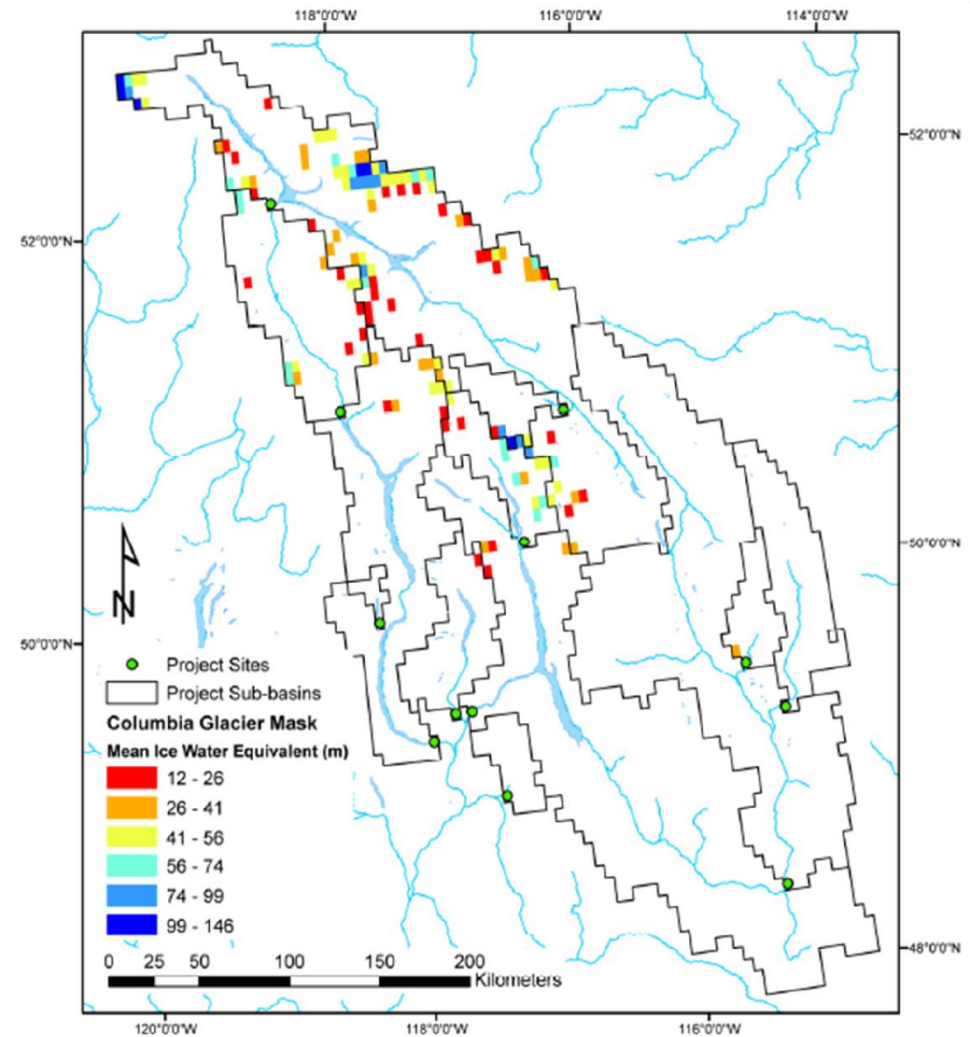 118°0'0"W 116°0'0"W 114°0'0"W
52°0'0"N
52°0'0"N
50°0'0"N
N
50°0'0"N
Project Sites
Project Sub-basins
Columbia Glacier Mask
Mean Ice Water Equivalent (m)
12 - 26
26 - 41
41 - 56
56 - 74
74 - 99
99 - 146
48°0'0"N
0 25 50 100 150 200
Kilometers
120°0'0"W 118°0'0"W 116°0'0"W